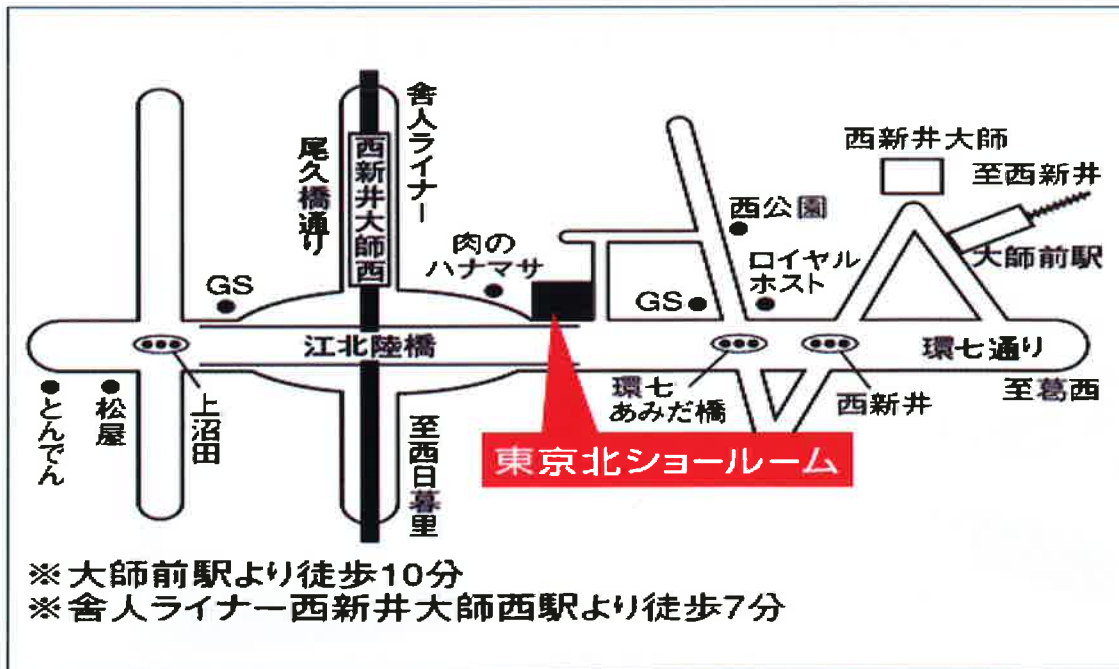 舎人ライナー
西新井大師西
尾久橋通り
西新井大師
至西新井
大師前駅
西公園
ロイヤル
ホスト
肉の
ハナマサ
GS
GS
江北陸橋
環七通り
至葛西
とんでん
松屋
上沼田
至西日暮里
環七
あみだ橋
西新井
東京北ショールーム
※大師前駅より徒歩10分
※舎人ライナー西新井大師西駅より徒歩7分